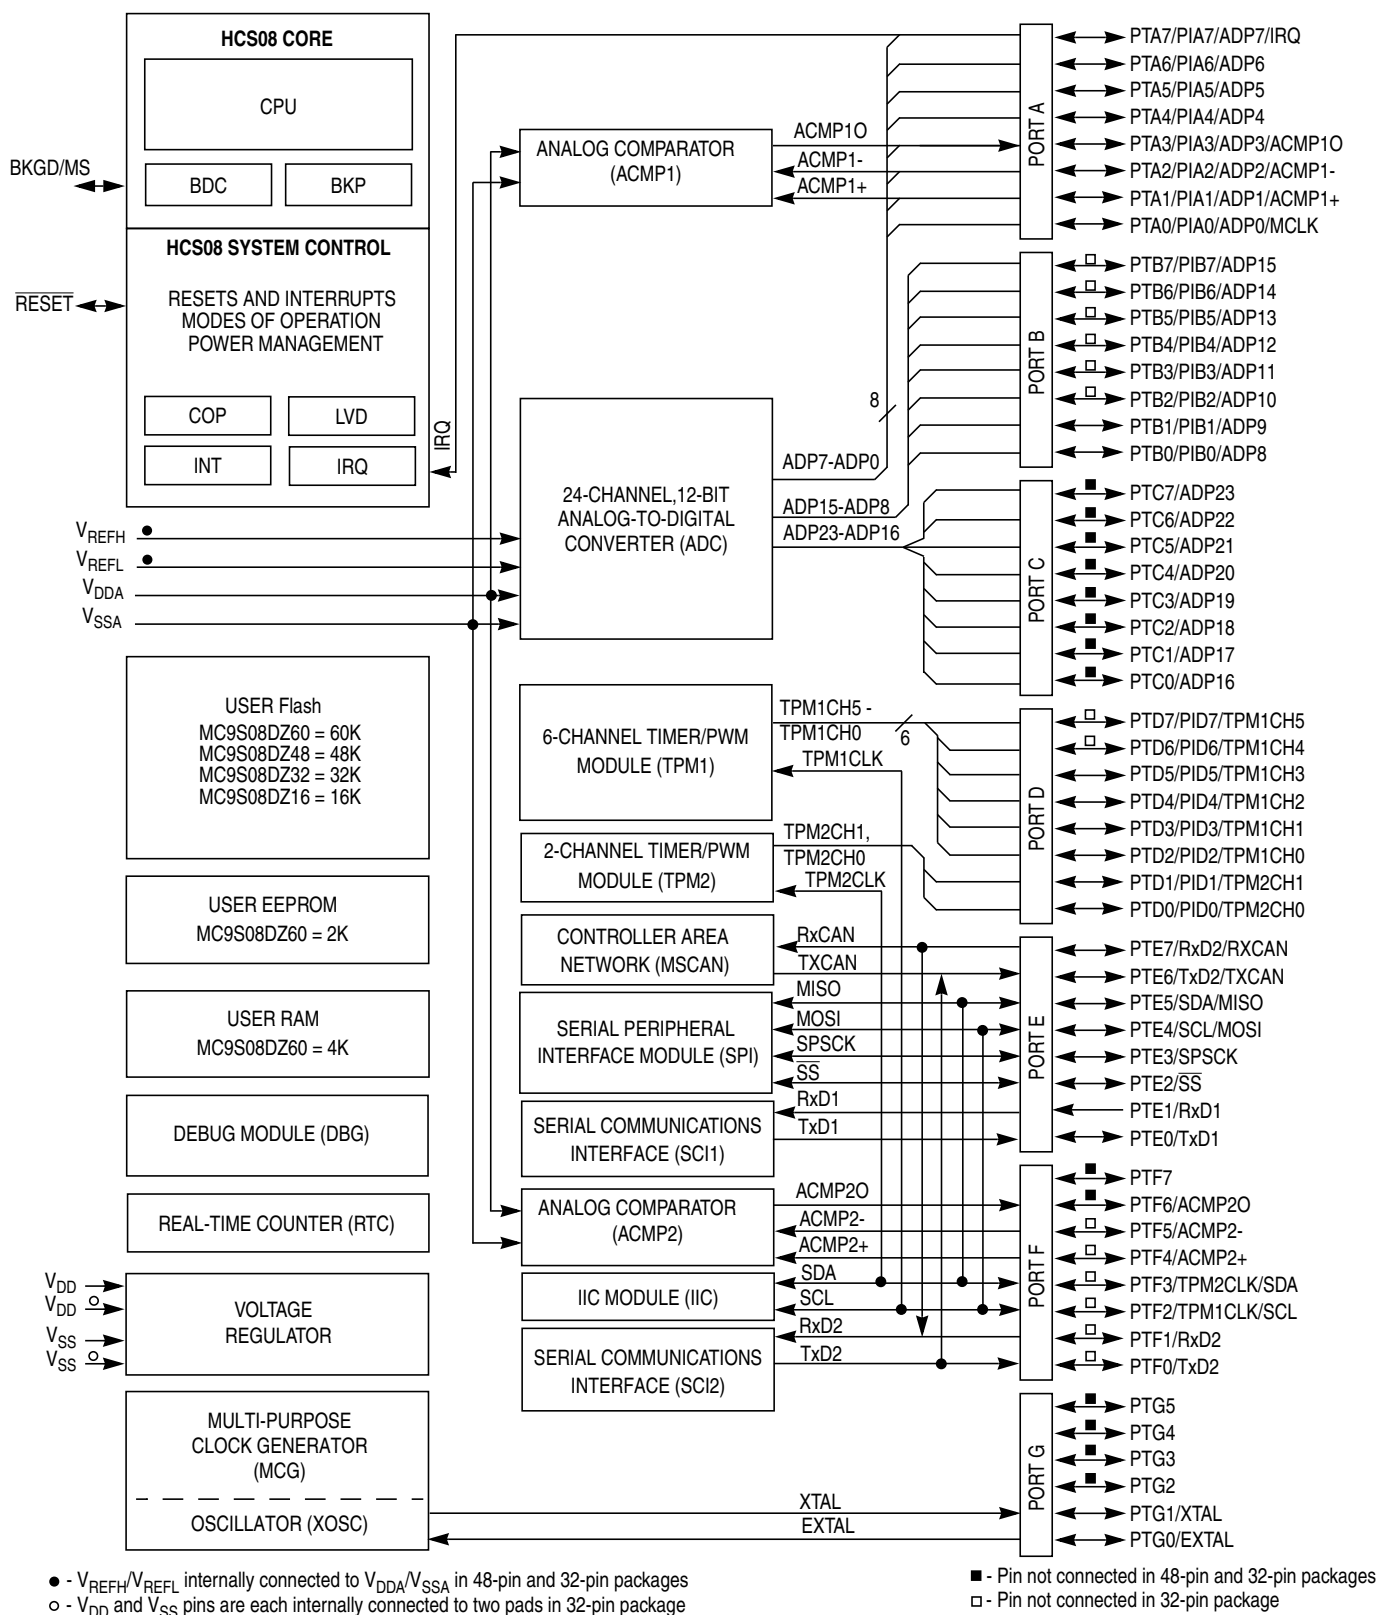 HCS08 CORE
CPU
BDC
BKP
BKGD/MS
HCS08 SYSTEM CONTROL
RESETS AND INTERRUPTS
MODES OF OPERATION
POWER MANAGEMENT
RESET
COP
LVD
INT
IRQ
IRQ
VREFH
VREFL
VDDA
VSSA
USER Flash
MC9S08DZ60 = 60K
MC9S08DZ48 = 48K
MC9S08DZ32 = 32K
MC9S08DZ16 = 16K
USER EEPROM
MC9S08DZ60 = 2K
USER RAM
MC9S08DZ60 = 4K
DEBUG MODULE (DBG)
REAL-TIME COUNTER (RTC)
VDD
VDD
VSS
VSS
VOLTAGE
REGULATOR
MULTI-PURPOSE
CLOCK GENERATOR
(MCG)
OSCILLATOR (XOSC)
ANALOG COMPARATOR
(ACMP1)
ACMP1O
ACMP1-
ACMP1+
24-CHANNEL,12-BIT
ANALOG-TO-DIGITAL
CONVERTER (ADC)
8
ADP7-ADP0
ADP15-ADP8
ADP23-ADP16
6-CHANNEL TIMER/PWM
MODULE (TPM1)
TPM1CH5 -
TPM1CH0
6
TPM1CLK
2-CHANNEL TIMER/PWM
MODULE (TPM2)
TPM2CH1,
TPM2CH0
TPM2CLK
CONTROLLER AREA
NETWORK (MSCAN)
RxCAN
TXCAN
SERIAL PERIPHERAL
INTERFACE MODULE (SPI)
MISO
MOSI
SPSCK
SS
SERIAL COMMUNICATIONS
INTERFACE (SCI1)
RxD1
TxD1
ANALOG COMPARATOR
(ACMP2)
ACMP2O
ACMP2-
ACMP2+
IIC MODULE (IIC)
SDA
SCL
SERIAL COMMUNICATIONS
INTERFACE (SCI2)
RxD2
TxD2
XTAL
EXTAL
PORT A
PTA7/PIA7/ADP7/IRQ
PTA6/PIA6/ADP6
PTA5/PIA5/ADP5
PTA4/PIA4/ADP4
PTA3/PIA3/ADP3/ACMP1O
PTA2/PIA2/ADP2/ACMP1-
PTA1/PIA1/ADP1/ACMP1+
PTA0/PIA0/ADP0/MCLK
PORT B
PTB7/PIB7/ADP15
PTB6/PIB6/ADP14
PTB5/PIB5/ADP13
PTB4/PIB4/ADP12
PTB3/PIB3/ADP11
PTB2/PIB2/ADP10
PTB1/PIB1/ADP9
PTB0/PIB0/ADP8
PORT C
PTC7/ADP23
PTC6/ADP22
PTC5/ADP21
PTC4/ADP20
PTC3/ADP19
PTC2/ADP18
PTC1/ADP17
PTC0/ADP16
PORT D
PTD7/PID7/TPM1CH5
PTD6/PID6/TPM1CH4
PTD5/PID5/TPM1CH3
PTD4/PID4/TPM1CH2
PTD3/PID3/TPM1CH1
PTD2/PID2/TPM1CH0
PTD1/PID1/TPM2CH1
PTD0/PID0/TPM2CH0
PORT E
PTE7/RxD2/RXCAN
PTE6/TxD2/TXCAN
PTE5/SDA/MISO
PTE4/SCL/MOSI
PTE3/SPSCK
PTE2/SS
PTE1/RxD1
PTE0/TxD1
PORT F
PTF7
PTF6/ACMP2O
PTF5/ACMP2-
PTF4/ACMP2+
PTF3/TPM2CLK/SDA
PTF2/TPM1CLK/SCL
PTF1/RxD2
PTF0/TxD2
PORT G
PTG5
PTG4
PTG3
PTG2
PTG1/XTAL
PTG0/EXTAL
● - VREFH/VREFL internally connected to VDDA/VSSA in 48-pin and 32-pin packages
○ - VDD and VSS pins are each internally connected to two pads in 32-pin package
■ - Pin not connected in 48-pin and 32-pin packages
□ - Pin not connected in 32-pin package